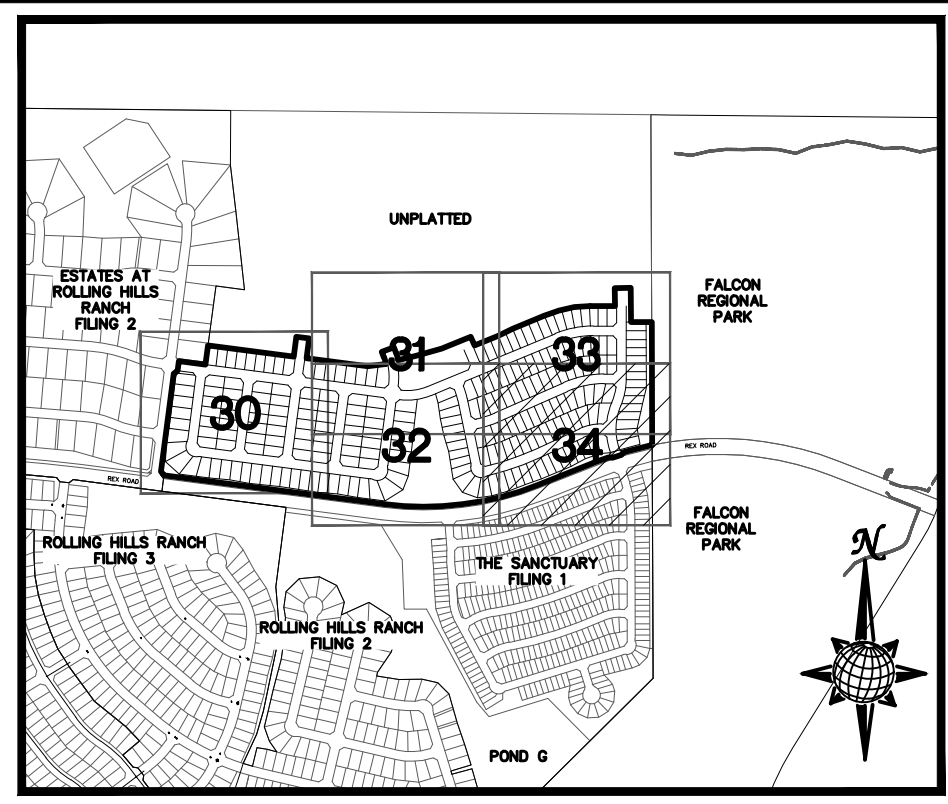 UNPLATTED
ESTATES AT
ROLLING HILLS
RANCH
FILING 2
FALCON
REGIONAL
PARK
31
33
30
32
34
REX ROAD
REX ROAD
FALCON
REGIONAL
PARK
N
ROLLING HILLS RANCH
FILING 3
THE SANCTUARY
FILING 1
ROLLING HILLS RANCH
FILING 2
POND G